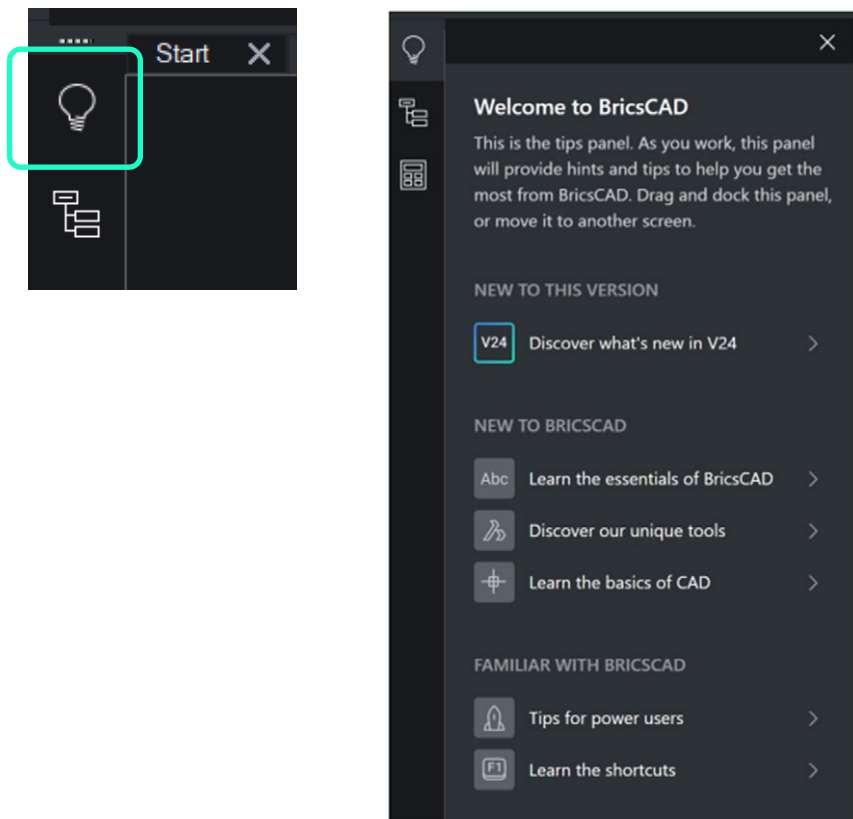 Start
Welcome to BricsCAD
This is the tips panel. As you work, this panel
will provide hints and tips to help you get the
most from BricsCAD. Drag and dock this panel,
or move it to another screen.
NEW TO THIS VERSION
V24 Discover what's new in V24
NEW TO BRICSCAD
Abc Learn the essentials of BricsCAD
Discover our unique tools
Learn the basics of CAD
FAMILIAR WITH BRICSCAD
Tips for power users
F1 Learn the shortcuts